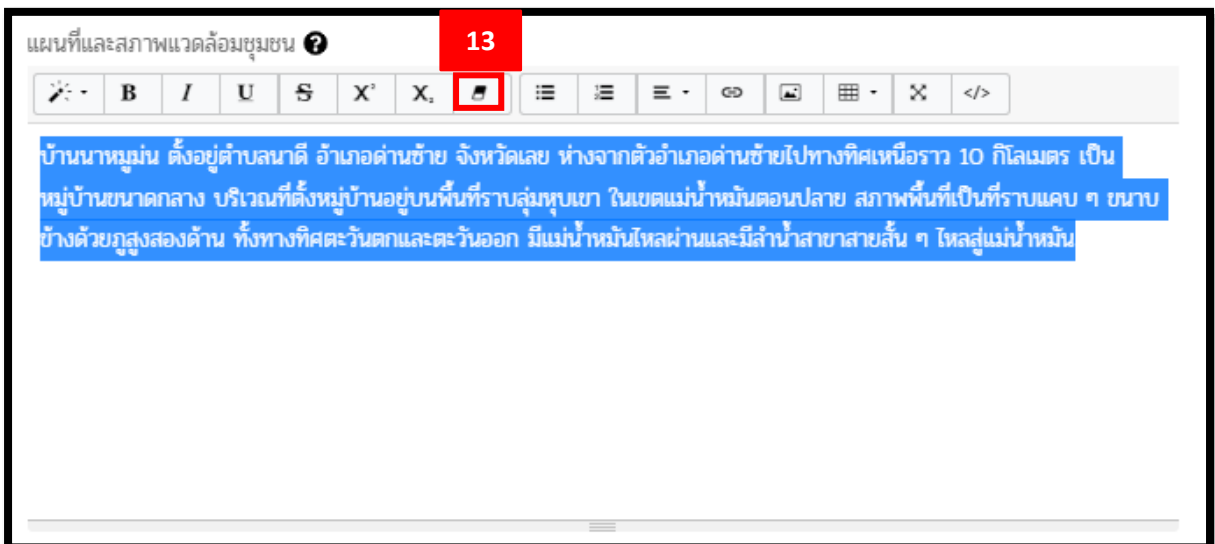 แผนที่และสภาพแวดล้อมชุมชน ?
13
B I U S X² X₂ </>
บ้านนาหมูม่น ตั้งอยู่ตำบลนาดี อำเภอด่านซ้าย จังหวัดเลย ห่างจากตัวอำเภอด่านซ้ายไปทางทิศเหนือราว 10 กิโลเมตร เป็น
หมู่บ้านขนาดกลาง บริเวณที่ตั้งหมู่บ้านอยู่บนพื้นที่ราบลุ่มหุบเขา ในเขตแม่น้ำหมันตอนปลาย สภาพพื้นที่เป็นที่ราบแคบ ๆ ขนาบ
ข้างด้วยภูสูงสองด้าน ทั้งทางทิศตะวันตกและตะวันออก มีแม่น้ำหมันไหลผ่านและมีลำน้ำสาขาสายสั้น ๆ ไหลสู่แม่น้ำหมัน